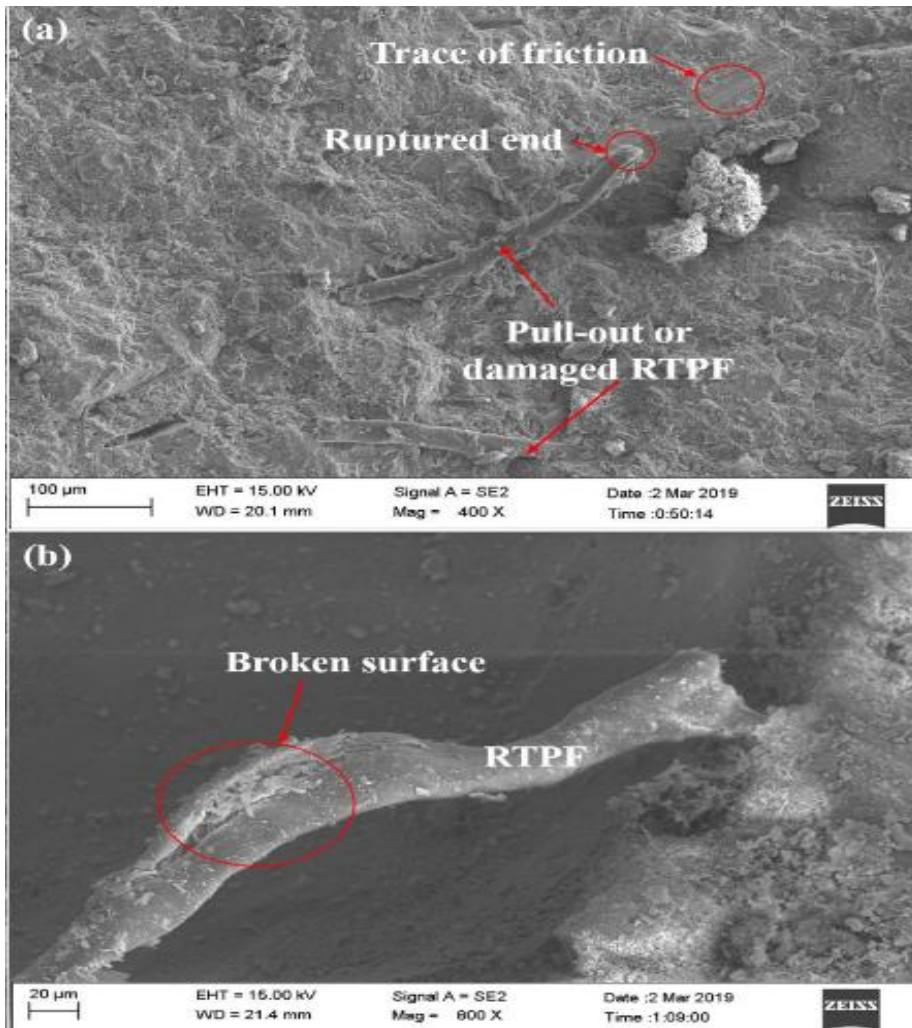 (a)
Trace of friction
Ruptured end
Pull-out or
damaged RTPF
100 µm
EHT = 15.00 kV
Signal A = SE2
Date :2 Mar 2019
WD = 20.1 mm
Mag = 400 X
Time :0:50:14
ZEISS
(b)
Broken surface
RTPF
20 µm
EHT = 15.00 kV
Signal A = SE2
Date :2 Mar 2019
WD = 21.4 mm
Mag = 800 X
Time :1:09:00
ZEISS